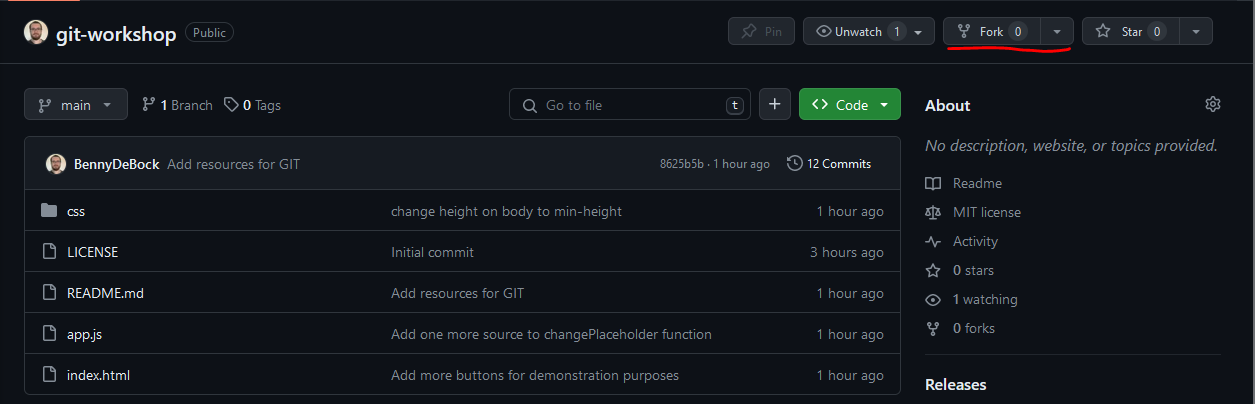 git-workshop Public Pin Unwatch 1 Fork 0 Star 0
main 1 Branch 0 Tags Go to file t + Code
BennyDeBock Add resources for GIT 8625b5b · 1 hour ago 12 Commits
css change height on body to min-height 1 hour ago
LICENSE Initial commit 3 hours ago
README.md Add resources for GIT 1 hour ago
app.js Add one more source to changePlaceholder function 1 hour ago
index.html Add more buttons for demonstration purposes 1 hour ago
About
No description, website, or topics provided.
Readme
MIT license
Activity
0 stars
1 watching
0 forks
Releases